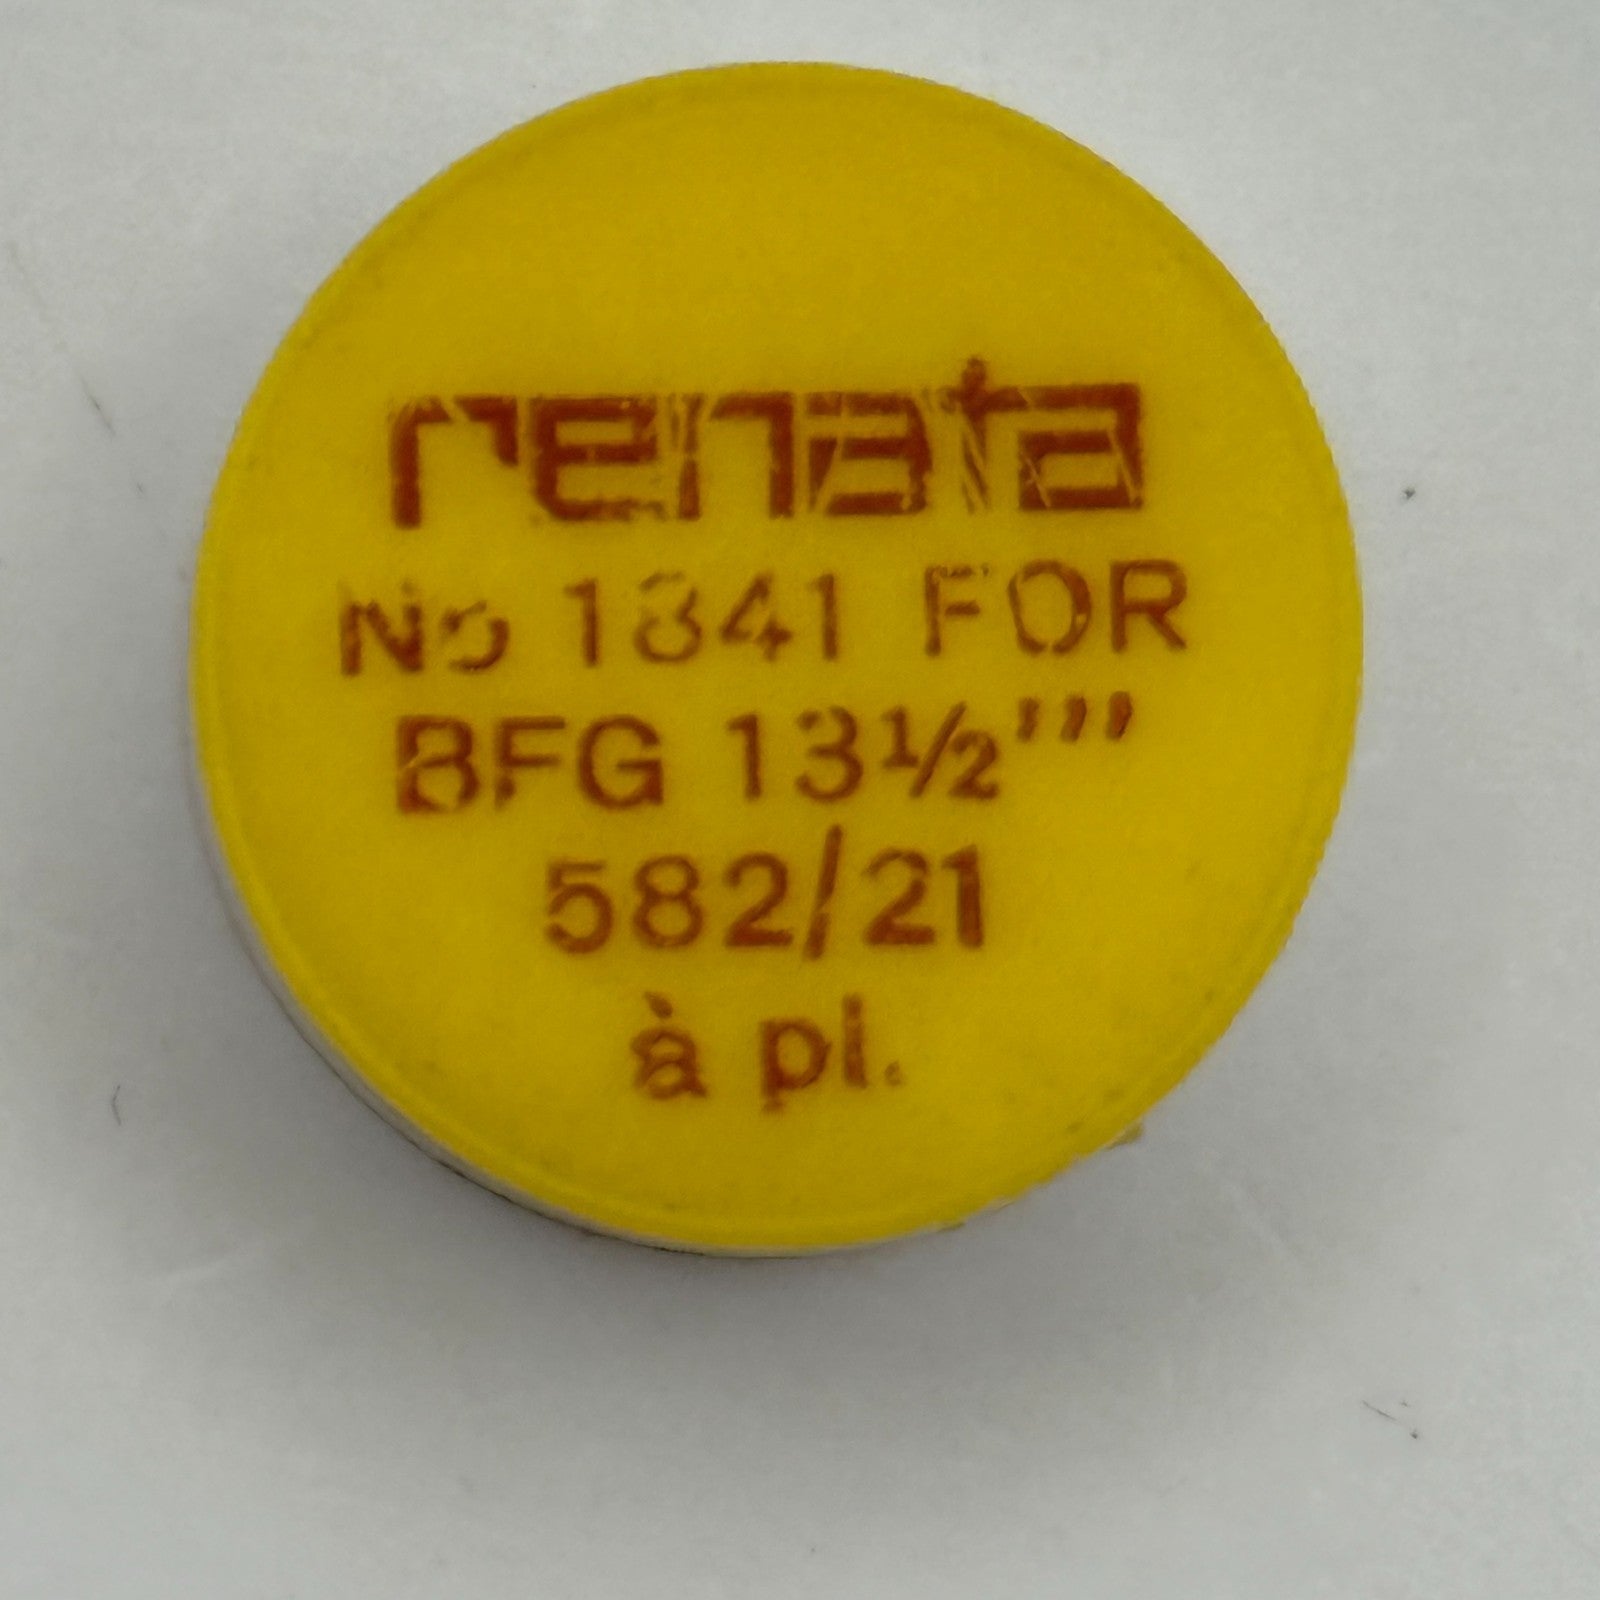 renata
No 1841 FOR
BFG 13½'''
582/21
à pl.